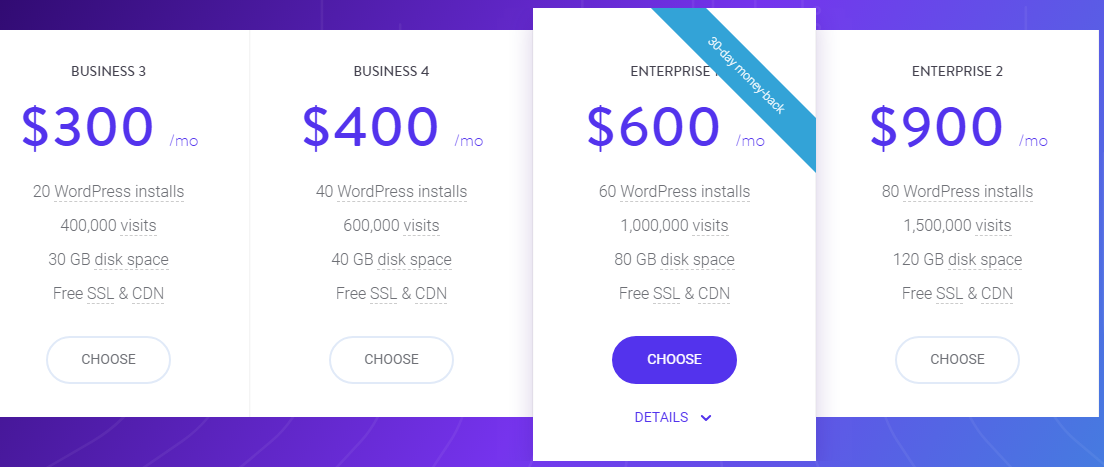 BUSINESS 3
$300 /mo
20 WordPress installs
400,000 visits
30 GB disk space
Free SSL & CDN
CHOOSE
BUSINESS 4
$400 /mo
40 WordPress installs
600,000 visits
40 GB disk space
Free SSL & CDN
CHOOSE
30-day money-back
ENTERPRISE
$600 /mo
60 WordPress installs
1,000,000 visits
80 GB disk space
Free SSL & CDN
CHOOSE
DETAILS
ENTERPRISE 2
$900 /mo
80 WordPress installs
1,500,000 visits
120 GB disk space
Free SSL & CDN
CHOOSE